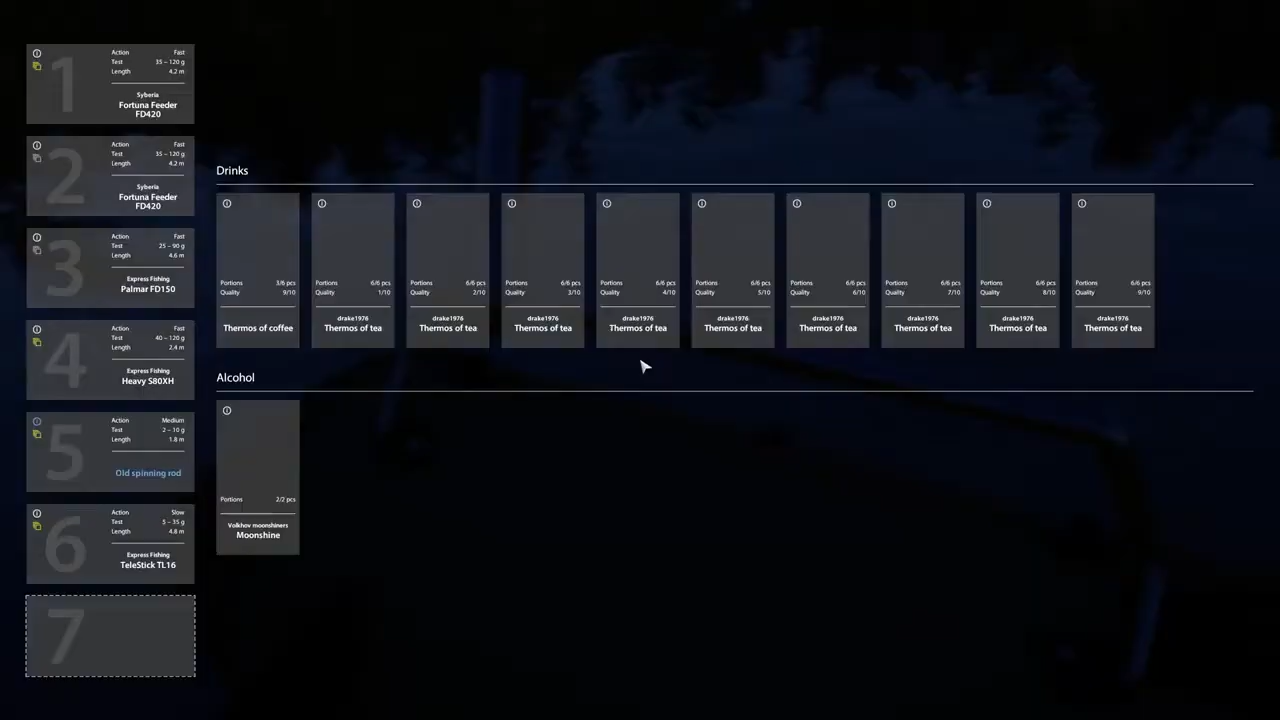 1
Action Fast
Test 35 – 120 g
Length 4.2 m
Syberia
Fortuna Feeder
FD420
2
Action Fast
Test 35 – 120 g
Length 4.2 m
Syberia
Fortuna Feeder
FD420
3
Action Fast
Test 25 – 90 g
Length 4.6 m
Express Fishing
Palmar FD150
4
Action Fast
Test 40 – 120 g
Length 2.4 m
Express Fishing
Heavy S80XH
5
Action Medium
Test 2 – 10 g
Length 1.8 m
Old spinning rod
6
Action Slow
Test 5 – 35 g
Length 4.8 m
Express Fishing
TeleStick TL16
7
Drinks
Portions 3/6 pcs
Quality 9/10
Thermos of coffee
Portions 6/6 pcs
Quality 1/10
drake1976
Thermos of tea
Portions 6/6 pcs
Quality 2/10
drake1976
Thermos of tea
Portions 6/6 pcs
Quality 3/10
drake1976
Thermos of tea
Portions 6/6 pcs
Quality 4/10
drake1976
Thermos of tea
Portions 6/6 pcs
Quality 5/10
drake1976
Thermos of tea
Portions 6/6 pcs
Quality 6/10
drake1976
Thermos of tea
Portions 6/6 pcs
Quality 7/10
drake1976
Thermos of tea
Portions 6/6 pcs
Quality 8/10
drake1976
Thermos of tea
Portions 6/6 pcs
Quality 9/10
drake1976
Thermos of tea
Alcohol
Portions 2/2 pcs
Volkhov moonshiners
Moonshine